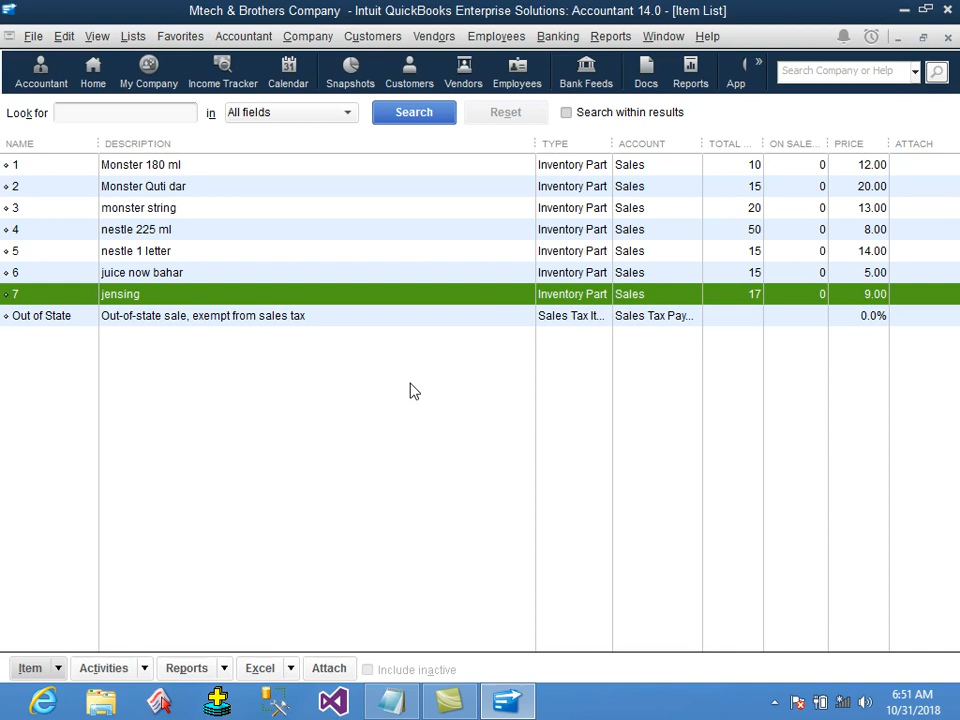 Mtech & Brothers Company - Intuit QuickBooks Enterprise Solutions: Accountant 14.0 - [Item List]
File Edit View Lists Favorites Accountant Company Customers Vendors Employees Banking Reports Window Help
Accountant Home My Company Income Tracker Calendar Snapshots Customers Vendors Employees Bank Feeds Docs Reports App » Search Company or Help
Look for in All fields Search Reset Search within results
NAME DESCRIPTION TYPE ACCOUNT TOTAL ... ON SALE... PRICE ATTACH
1 Monster 180 ml Inventory Part Sales 10 0 12.00
2 Monster Quti dar Inventory Part Sales 15 0 20.00
3 monster string Inventory Part Sales 20 0 13.00
4 nestle 225 ml Inventory Part Sales 50 0 8.00
5 nestle 1 letter Inventory Part Sales 15 0 14.00
6 juice now bahar Inventory Part Sales 15 0 5.00
7 jensing Inventory Part Sales 17 0 9.00
Out of State Out-of-state sale, exempt from sales tax Sales Tax It... Sales Tax Pay... 0.0%
Item Activities Reports Excel Attach Include inactive
6:51 AM
10/31/2018